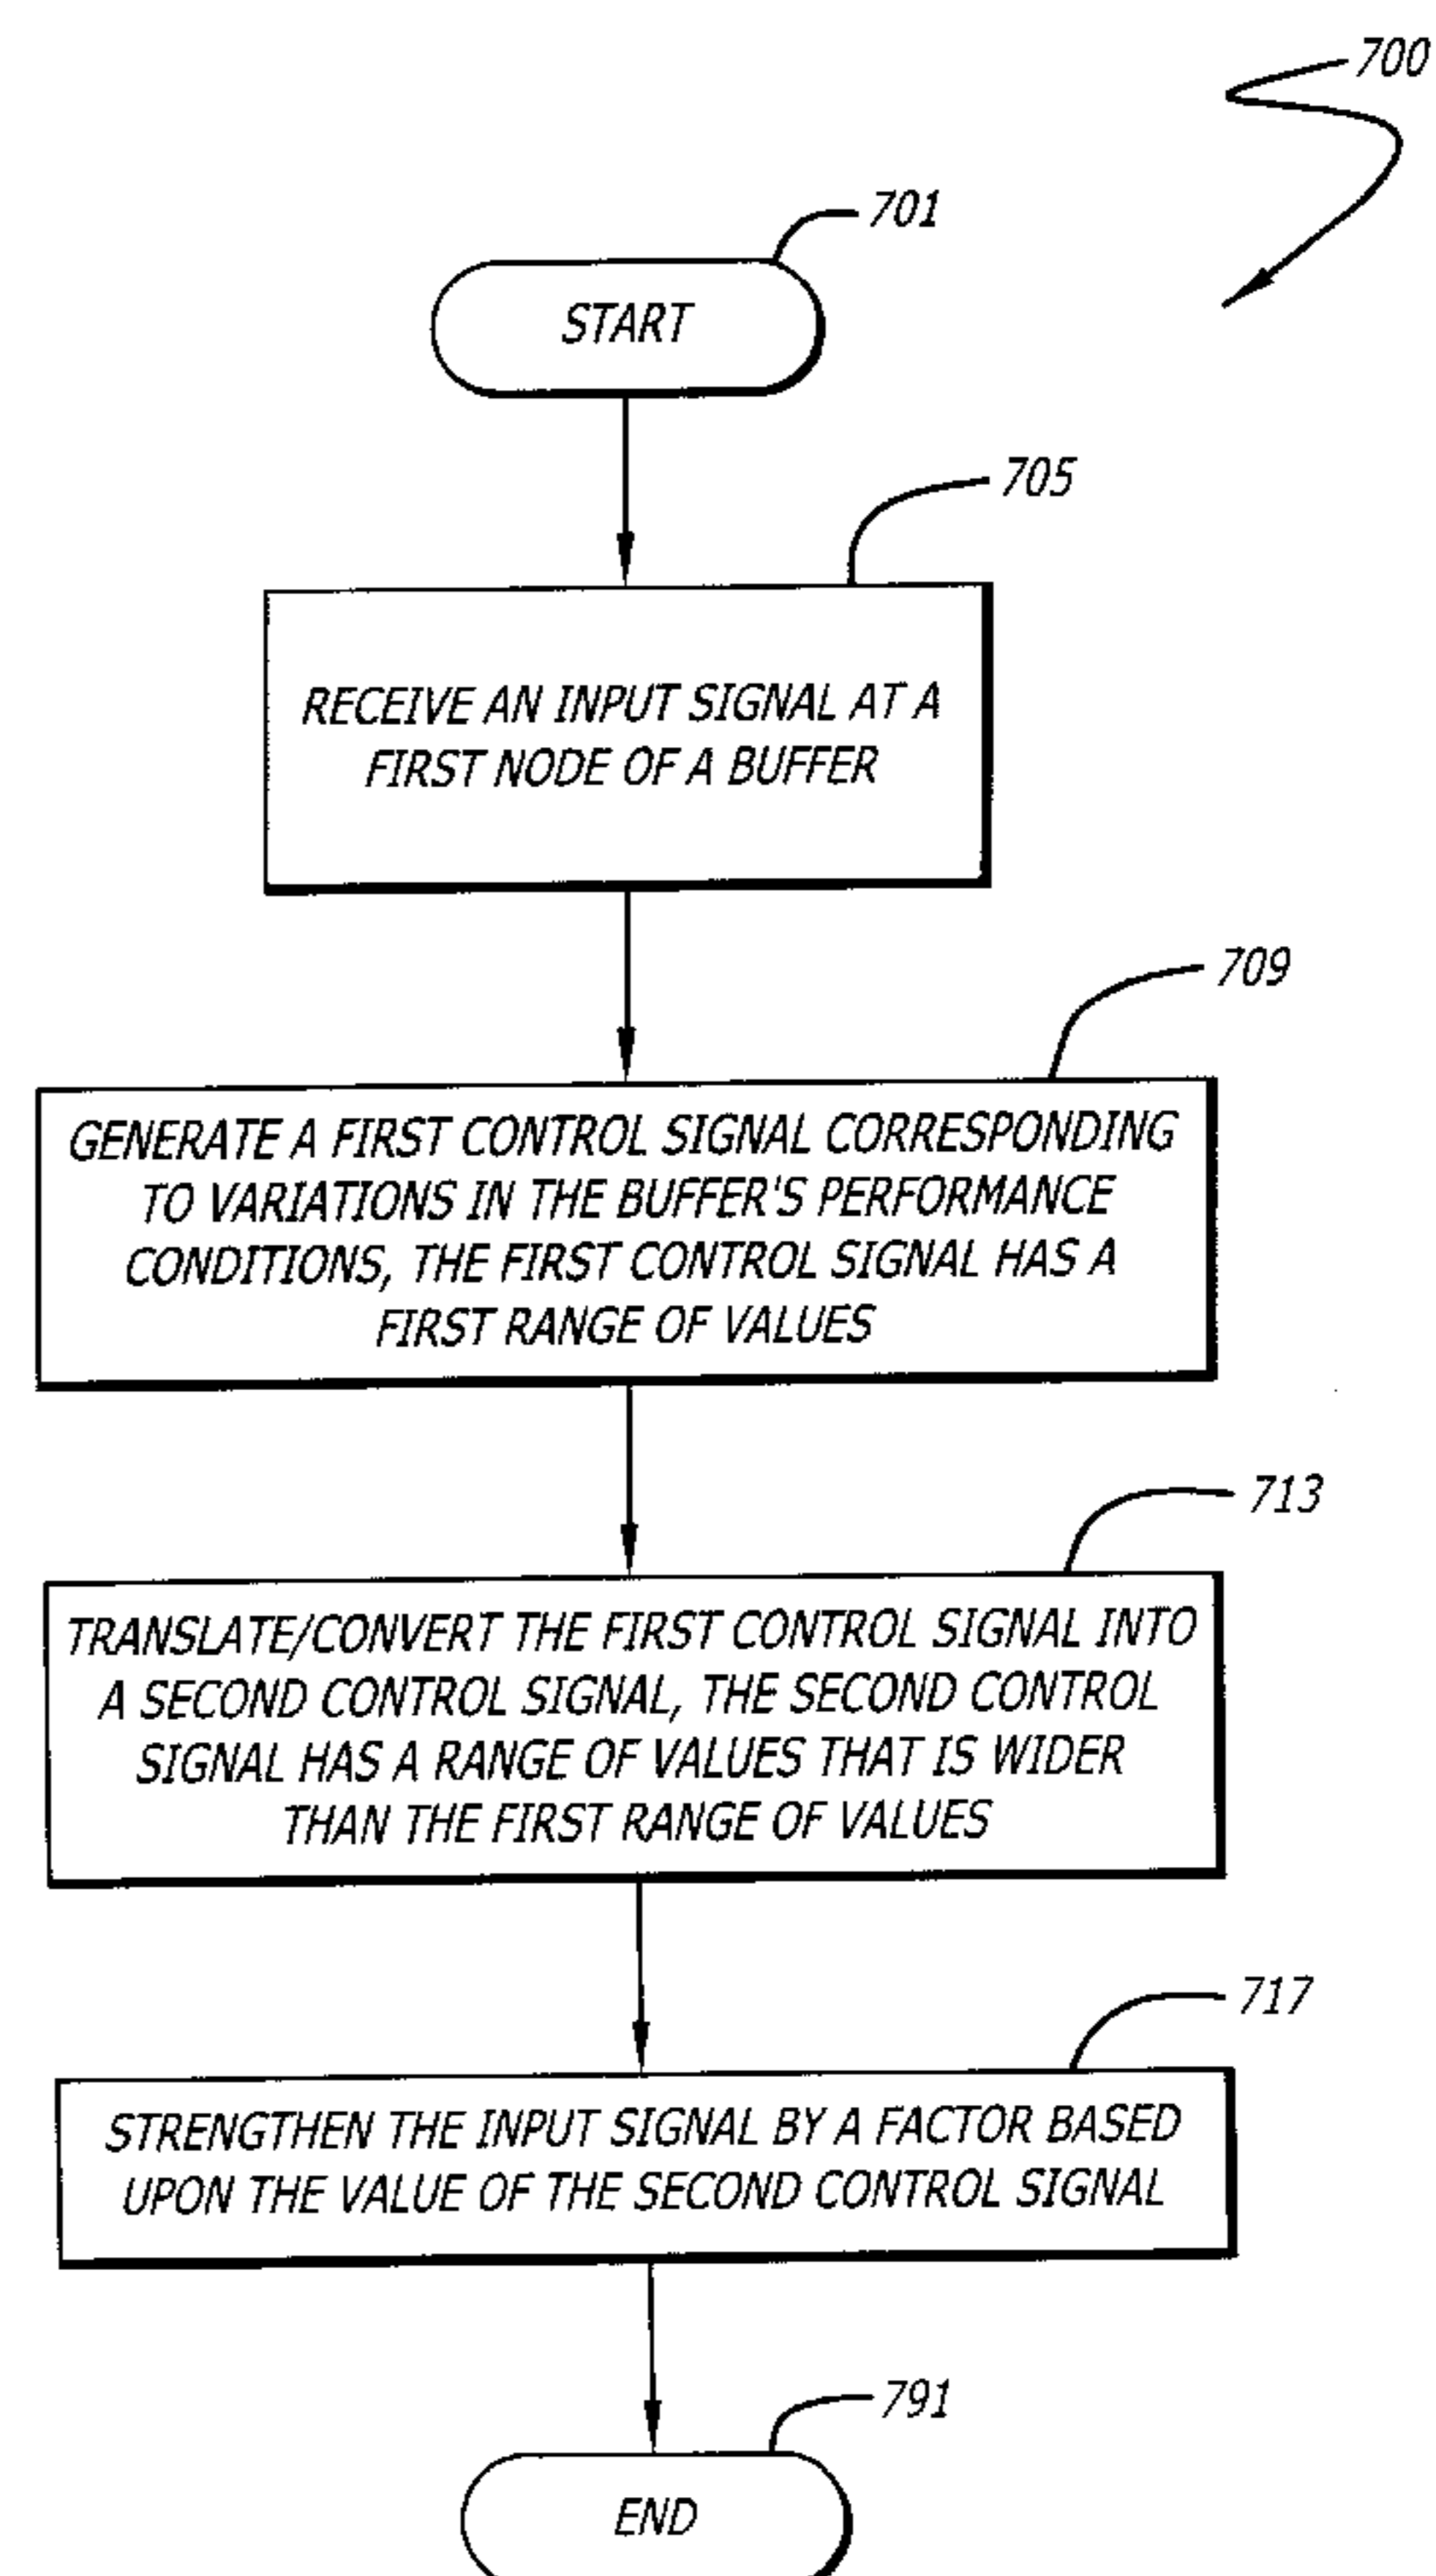 700
701
START
705
RECEIVE AN INPUT SIGNAL AT A
FIRST NODE OF A BUFFER
709
GENERATE A FIRST CONTROL SIGNAL CORRESPONDING
TO VARIATIONS IN THE BUFFER'S PERFORMANCE
CONDITIONS, THE FIRST CONTROL SIGNAL HAS A
FIRST RANGE OF VALUES
713
TRANSLATE/CONVERT THE FIRST CONTROL SIGNAL INTO
A SECOND CONTROL SIGNAL, THE SECOND CONTROL
SIGNAL HAS A RANGE OF VALUES THAT IS WIDER
THAN THE FIRST RANGE OF VALUES
717
STRENGTHEN THE INPUT SIGNAL BY A FACTOR BASED
UPON THE VALUE OF THE SECOND CONTROL SIGNAL
791
END